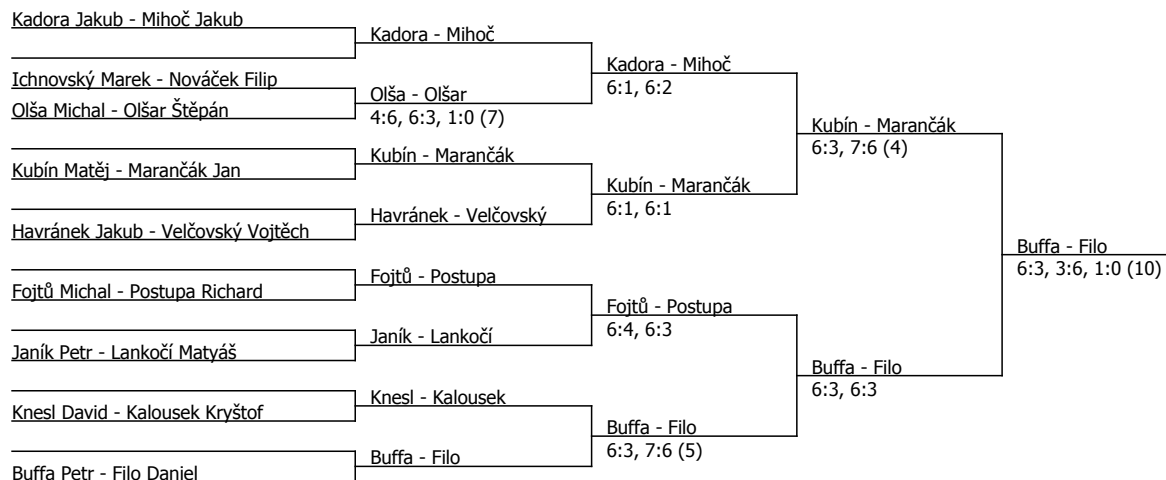 Kadora Jakub - Mihoč Jakub
Ichnovský Marek - Nováček Filip
Olša Michal - Olšar Štěpán
Kubín Matěj - Marančák Jan
Havránek Jakub - Velčovský Vojtěch
Fojtů Michal - Postupa Richard
Janík Petr - Lankočí Matyáš
Knesl David - Kalousek Kryštof
Buffa Petr - Filo Daniel
Kadora - Mihoč
Olša - Olšar
4:6, 6:3, 1:0 (7)
Kubín - Marančák
Havránek - Velčovský
Fojtů - Postupa
Janík - Lankočí
Knesl - Kalousek
Buffa - Filo
Kadora - Mihoč
6:1, 6:2
Kubín - Marančák
6:1, 6:1
Fojtů - Postupa
6:4, 6:3
Buffa - Filo
6:3, 7:6 (5)
Kubín - Marančák
6:3, 7:6 (4)
Buffa - Filo
6:3, 6:3
Buffa - Filo
6:3, 3:6, 1:0 (10)